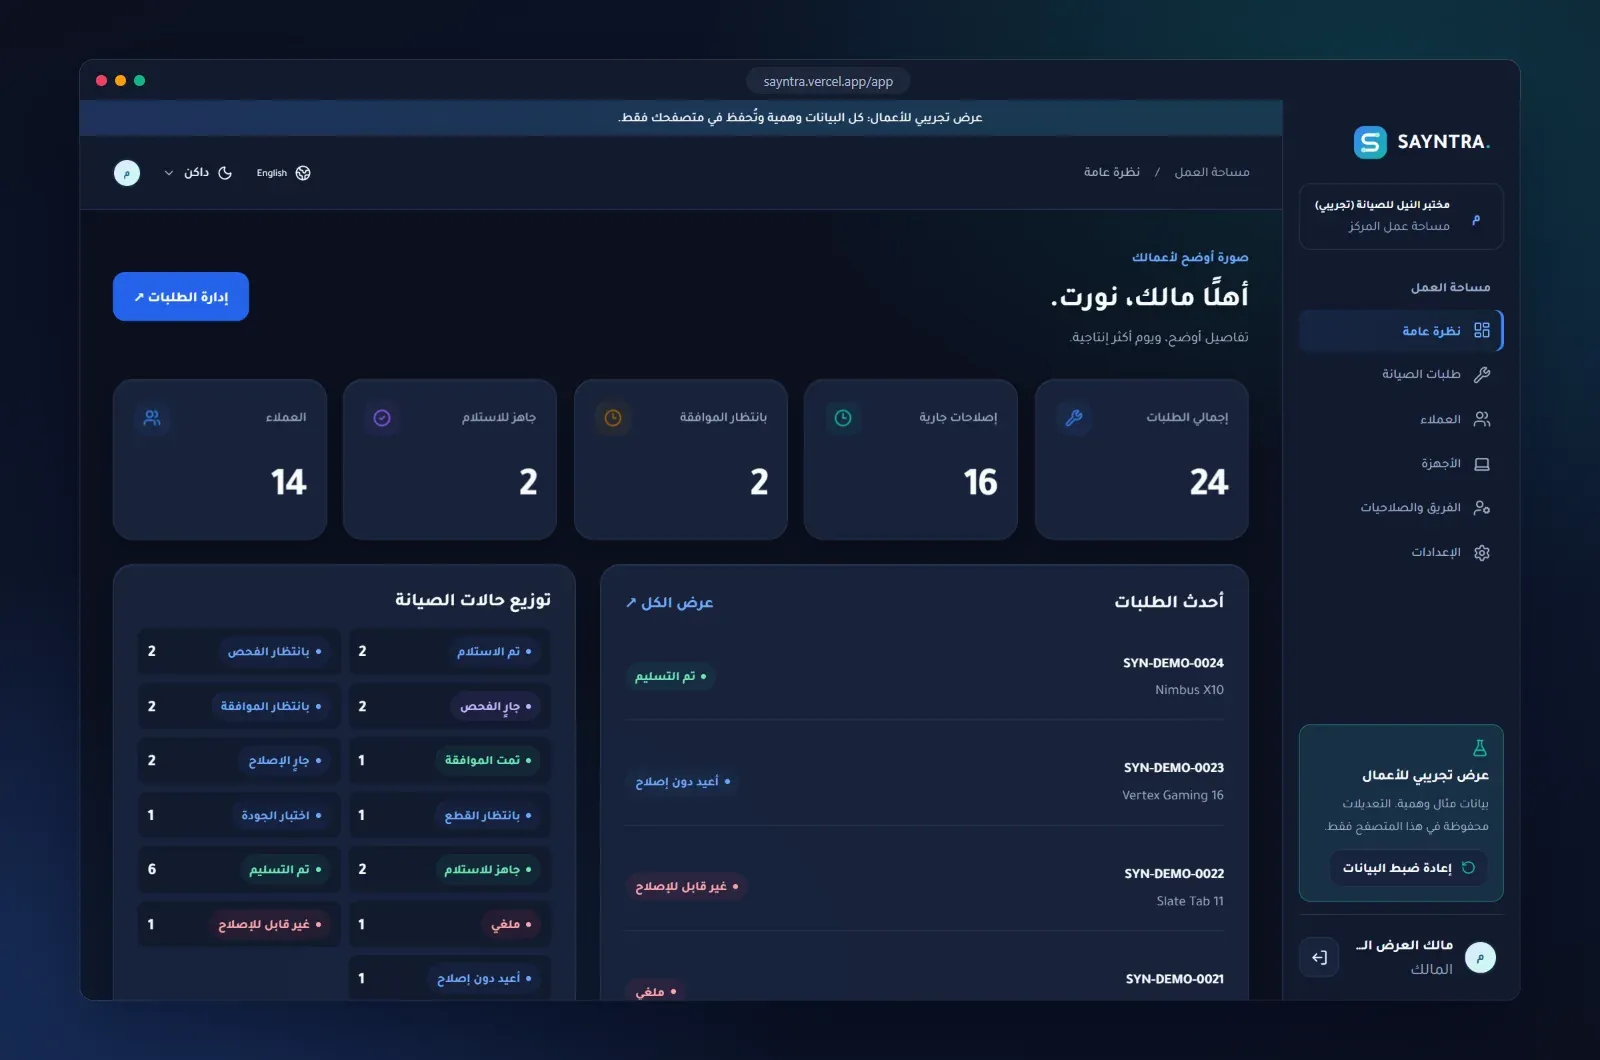 sayntra.vercel.app/app
عرض تجريبي للأعمال: كل البيانات وهمية وتُحفظ في متصفحك فقط.
SAYNTRA.
مختبر النيل للصيانة (تجريبي)
مساحة عمل المركز
م
مساحة العمل
نظرة عامة
طلبات الصيانة
العملاء
الأجهزة
الفريق والصلاحيات
الإعدادات
عرض تجريبي للأعمال
بيانات مثال وهمية. التعديلات
محفوظة في هذا المتصفح فقط.
إعادة ضبط البيانات
م
مالك العرض الـ...
المالك
مساحة العمل / نظرة عامة
English
داكن
م
صورة أوضح لأعمالك
أهلًا مالك، نورت.
تفاصيل أوضح، ويوم أكثر إنتاجية.
إدارة الطلبات ↗
إجمالي الطلبات
24
إصلاحات جارية
16
بانتظار الموافقة
2
جاهز للاستلام
2
العملاء
14
أحدث الطلبات
عرض الكل ↗
SYN-DEMO-0024
Nimbus X10
تم التسليم
SYN-DEMO-0023
Vertex Gaming 16
أعيد دون إصلاح
SYN-DEMO-0022
Slate Tab 11
غير قابل للإصلاح
SYN-DEMO-0021
ملغي
توزيع حالات الصيانة
تم الاستلام 2
بانتظار الفحص 2
جارٍ الفحص 2
بانتظار الموافقة 2
تمت الموافقة 1
جارٍ الإصلاح 2
بانتظار القطع 1
اختبار الجودة 1
جاهز للاستلام 2
تم التسليم 6
ملغي 1
غير قابل للإصلاح 1
أعيد دون إصلاح 1